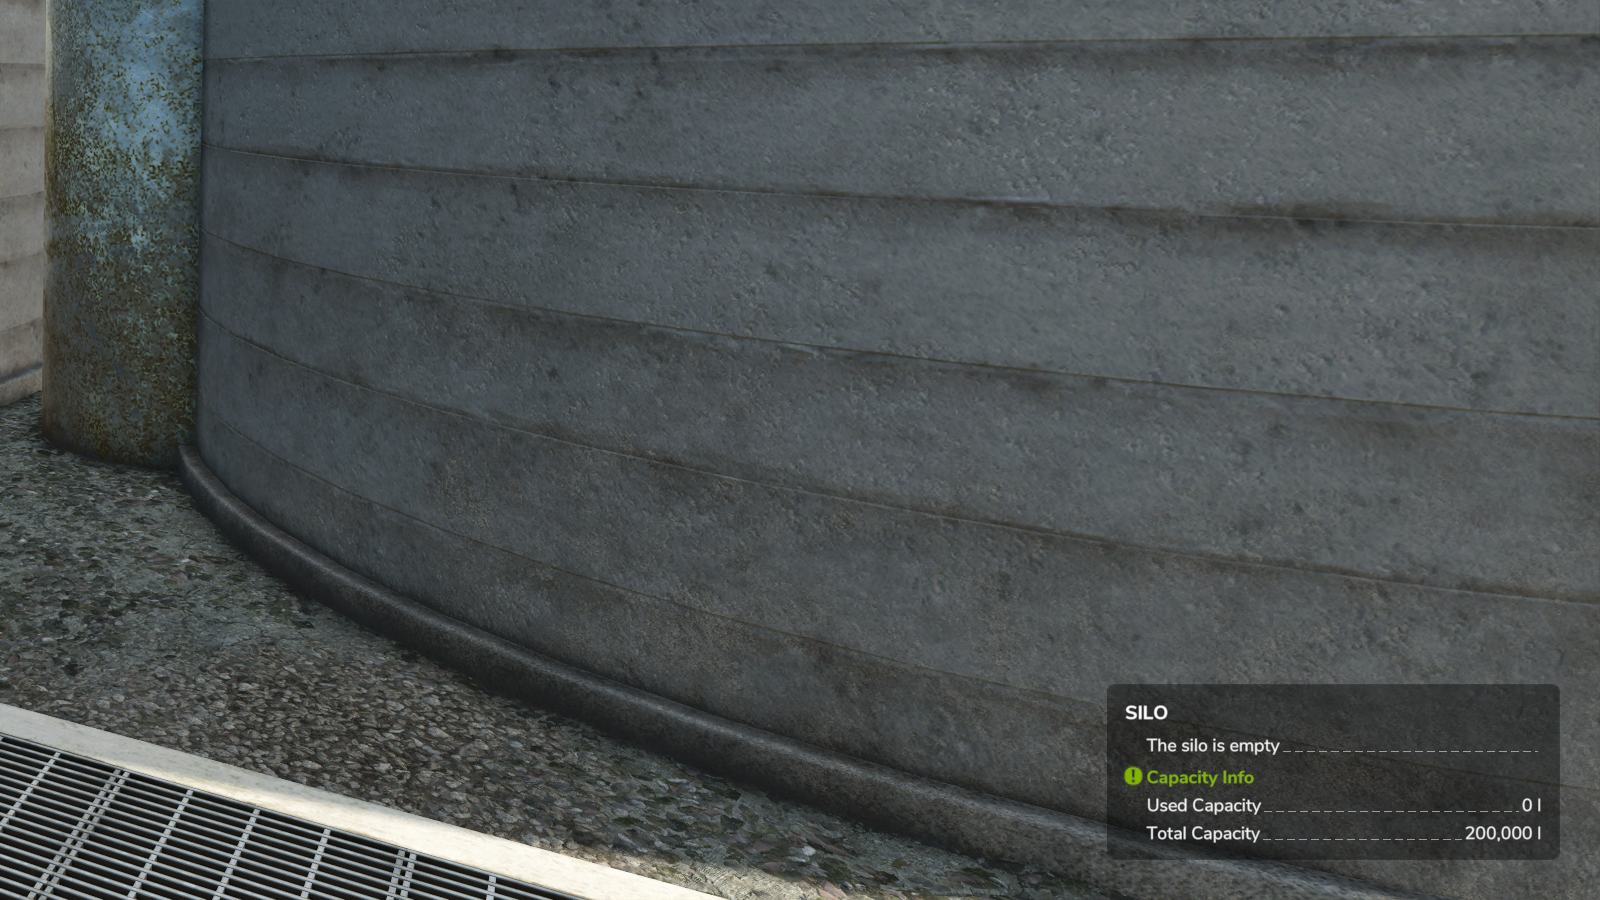 SILO
The silo is empty
Capacity Info
Used Capacity 0 l
Total Capacity 200,000 l